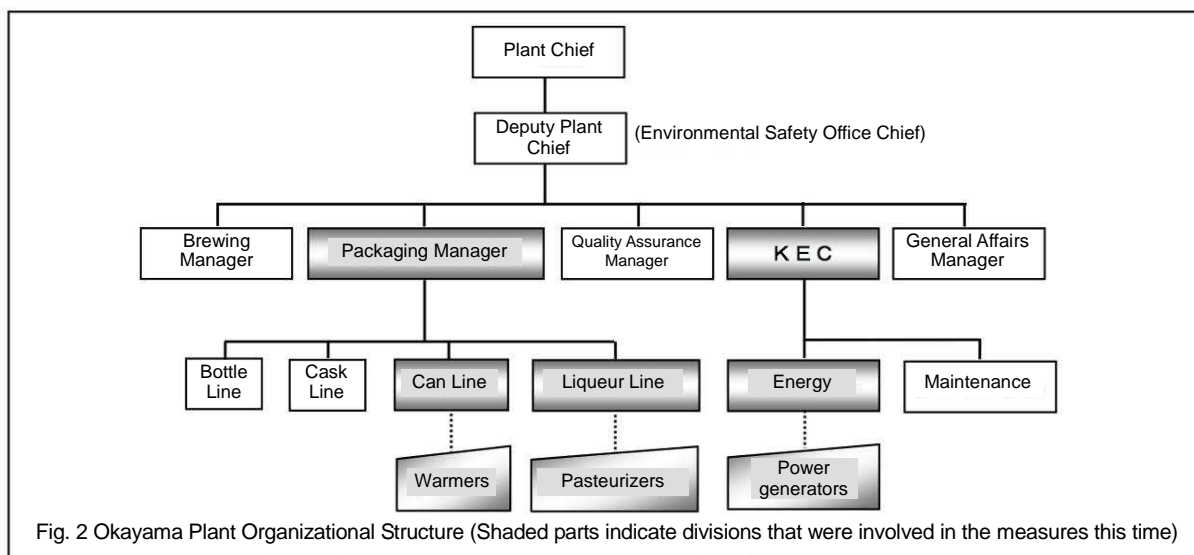 Plant Chief
Deputy Plant
Chief
(Environmental Safety Office Chief)
Brewing
Manager
Packaging Manager
Quality Assurance
Manager
K E C
General Affairs
Manager
Bottle
Line
Cask
Line
Can Line
Liqueur Line
Energy
Maintenance
Warmers
Pasteurizers
Power
generators
Fig. 2 Okayama Plant Organizational Structure (Shaded parts indicate divisions that were involved in the measures this time)